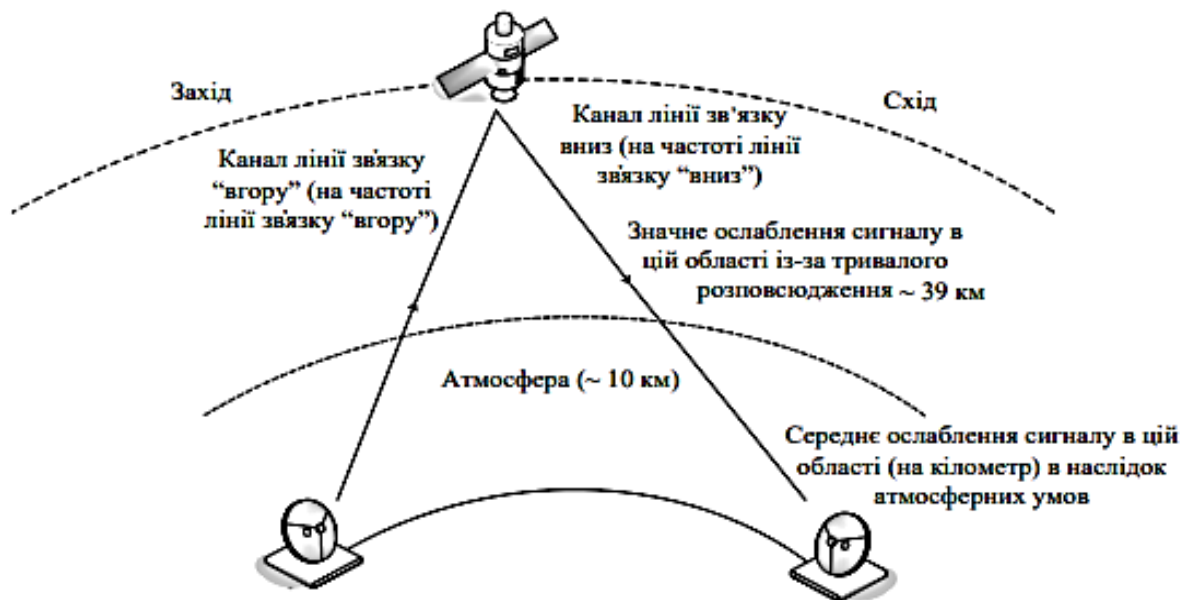 Захід
Схід
Канал лінії зв'язку
“вгору” (на частоті
лінії зв'язку “вгору”)
Канал лінії зв’язку
вниз (на частоті лінії
зв'язку “вниз”)
Значне ослаблення сигналу в
цій області із-за тривалого
розповсюдження ~ 39 км
Атмосфера (~ 10 км)
Середнє ослаблення сигналу в цій
області (на кілометр) в наслідок
атмосферних умов